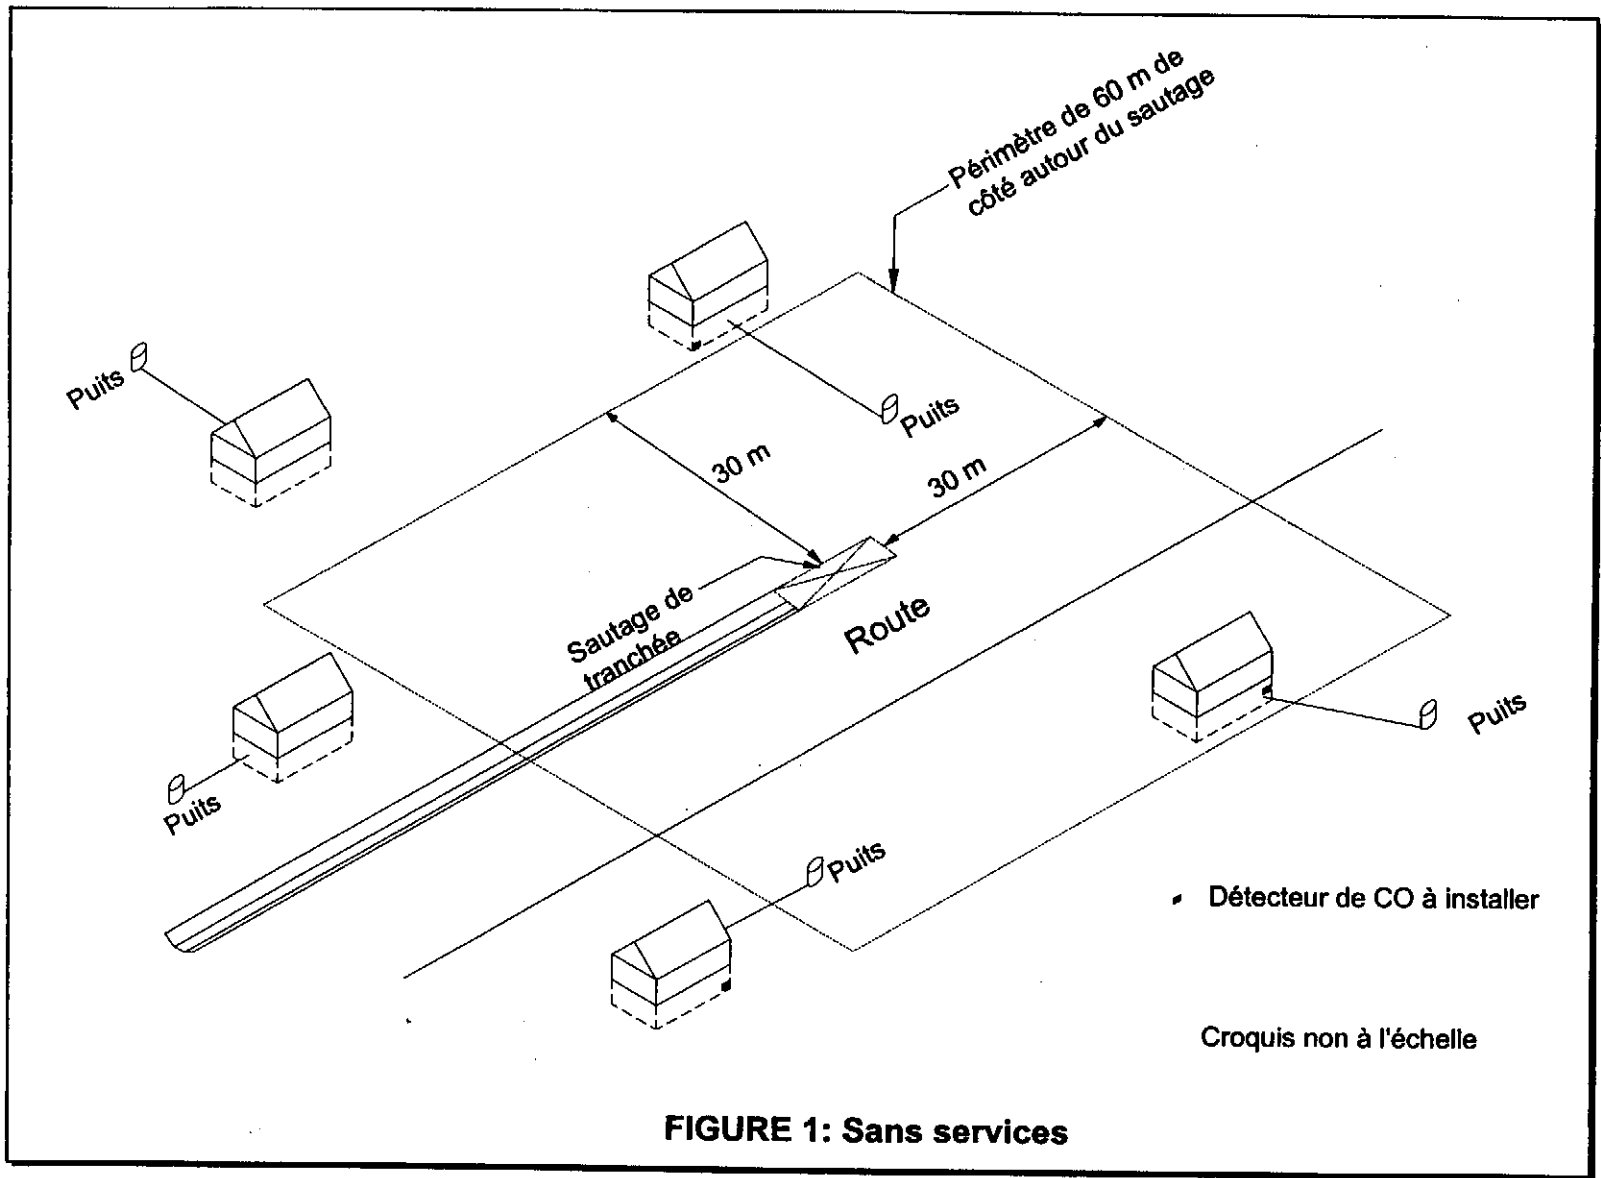 Périmètre de 60 m de
côté autour du sautage
Puits
Puits
30 m
30 m
Sautage de
tranchée
Route
Puits
Puits
Puits
Détecteur de CO à installer
Croquis non à l'échelle
FIGURE 1: Sans services